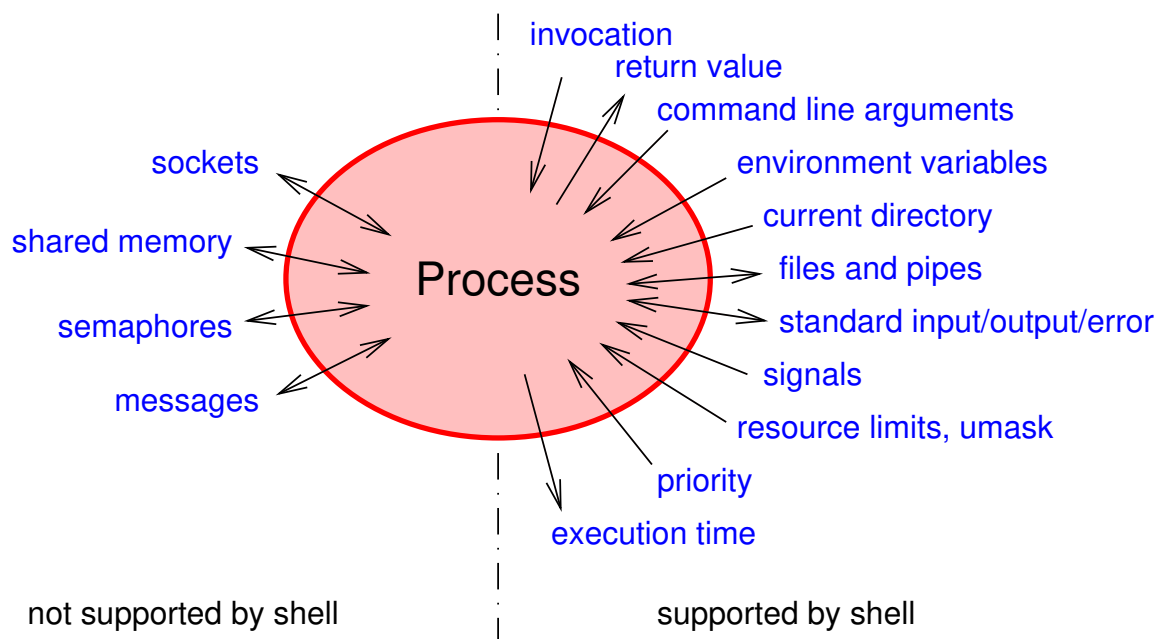 invocation
return value
command line arguments
sockets
environment variables
current directory
shared memory
Process
files and pipes
semaphores
standard input/output/error
signals
messages
resource limits, umask
priority
execution time
not supported by shell
supported by shell